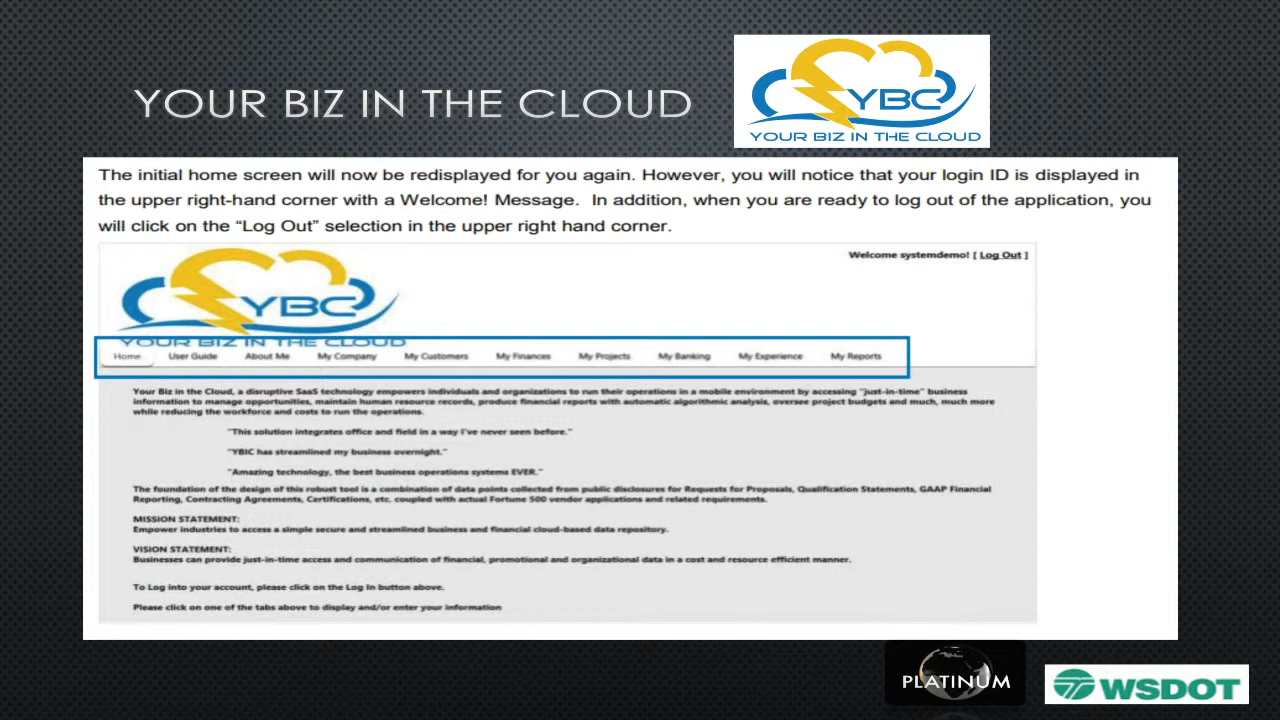 YOUR BIZ IN THE CLOUD
YBC
YOUR BIZ IN THE CLOUD
The initial home screen will now be redisplayed for you again. However, you will notice that your login ID is displayed in
the upper right-hand corner with a Welcome! Message.  In addition, when you are ready to log out of the application, you
will click on the “Log Out” selection in the upper right hand corner.
Welcome systemdemo! [ Log Out ]
YBC
YOUR BIZ IN THE CLOUD
Home User Guide About Me My Company My Customers My Finances My Projects My Banking My Experience My Reports
Your Biz in the Cloud, a disruptive SaaS technology empowers individuals and organizations to run their operations in a mobile environment by accessing "just-in-time" business
information to manage opportunities, maintain human resource records, produce financial reports with automatic algorithmic analysis, oversee project budgets and much, much more
while reducing the workforce and costs to run the operations.
"This solution integrates office and field in a way I've never seen before."
"YBIC has streamlined my business overnight."
"Amazing technology, the best business operations systems EVER."
The foundation of the design of this robust tool is a combination of data points collected from public disclosures for Requests for Proposals, Qualification Statements, GAAP Financial
Reporting, Contracting Agreements, Certifications, etc. coupled with actual Fortune 500 vendor applications and related requirements.
MISSION STATEMENT:
Empower industries to access a simple secure and streamlined business and financial cloud-based data repository.
VISION STATEMENT:
Businesses can provide just-in-time access and communication of financial, promotional and organizational data in a cost and resource efficient manner.
To Log into your account, please click on the Log In button above.
Please click on one of the tabs above to display and/or enter your information
PLATINUM
WSDOT